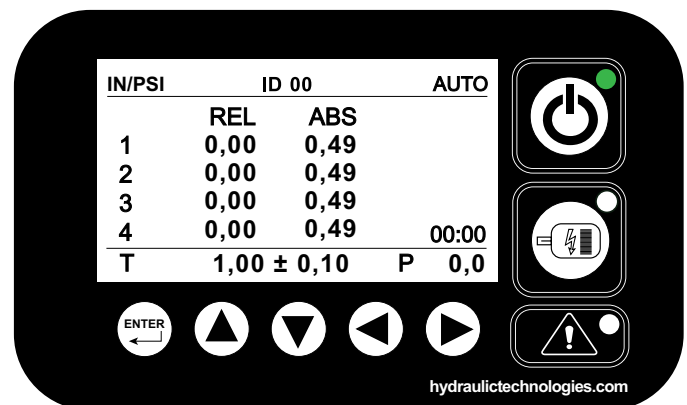 IN/PSI ID 00 AUTO
REL ABS
1 0,00 0,49
2 0,00 0,49
3 0,00 0,49
4 0,00 0,49 00:00
T 1,00 ± 0,10 P 0,0
ENTER
hydraulictechnologies.com